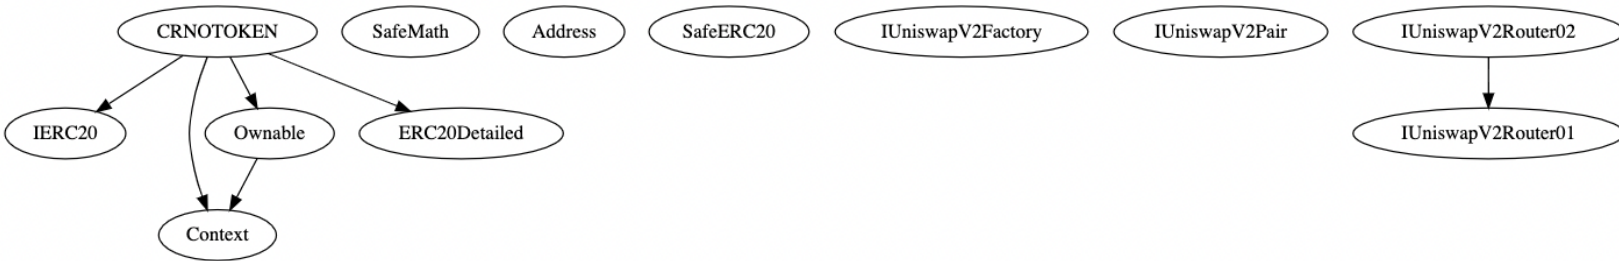 CRNOTOKEN
SafeMath
Address
SafeERC20
IUniswapV2Factory
IUniswapV2Pair
IUniswapV2Router02
IERC20
Ownable
ERC20Detailed
IUniswapV2Router01
Context